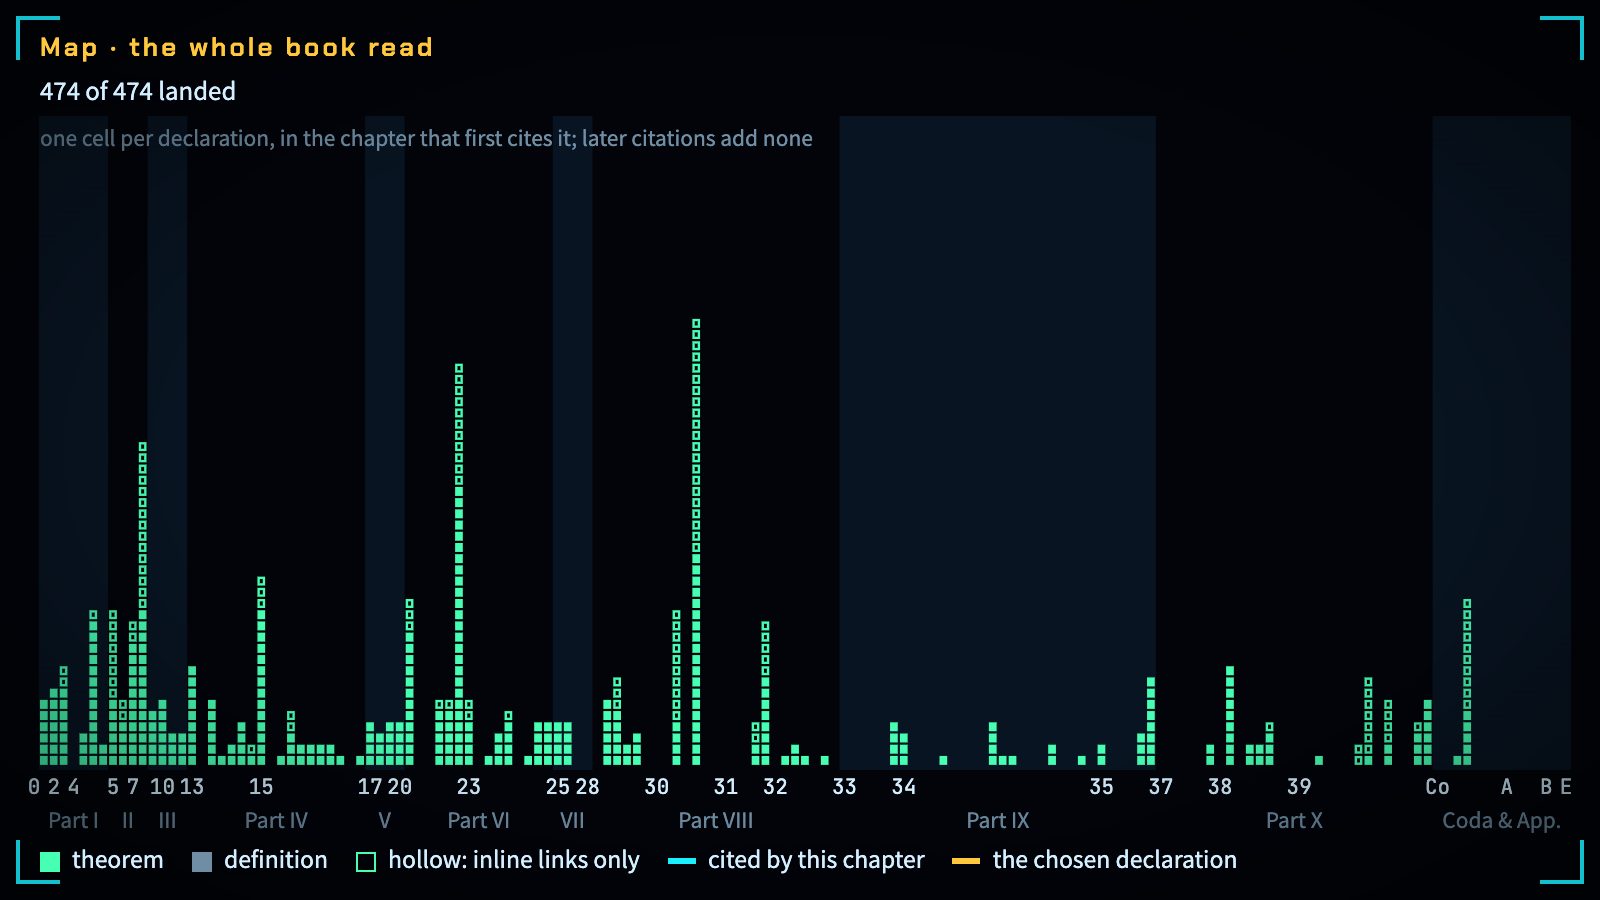 Map · the whole book read
474 of 474 landed
one cell per declaration, in the chapter that first cites it; later citations add none
0 2 4 5 7 10 13 15 17 20 23 25 28 30 31 32 33 34 35 37 38 39 Co A B E
Part I II III Part IV V Part VI VII Part VIII Part IX Part X Coda & App.
theorem definition hollow: inline links only cited by this chapter the chosen declaration